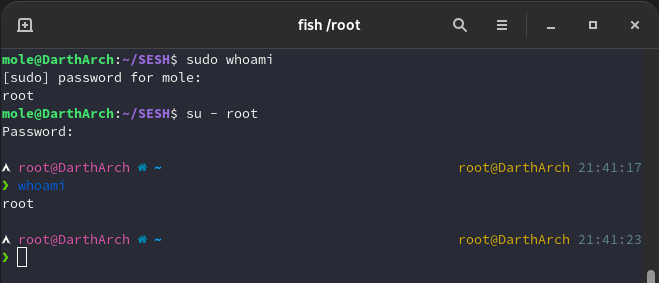 fish /root
mole@DarthArch:~/SESH$ sudo whoami
[sudo] password for mole:
root
mole@DarthArch:~/SESH$ su - root
Password:
root@DarthArch ~ root@DarthArch 21:41:17
❯ whoami
root
root@DarthArch ~ root@DarthArch 21:41:23
❯